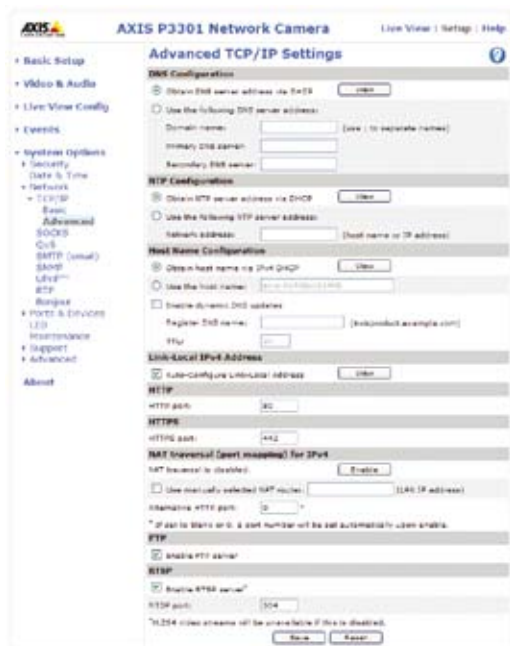 AXIS
AXIS P3301 Network Camera
Live View | Setup | Help
Basic Setup
Video & Audio
Live View Config
Events
System Options
Security
Date & Time
Network
TCP/IP
Basic
Advanced
SOCKS
QoS
SMTP (email)
SNMP
UPnP™
RTP
Bonjour
Ports & Devices
LED
Maintenance
Support
Advanced
About
Advanced TCP/IP Settings
DNS Configuration
Obtain DNS server address via DHCP View
Use the following DNS server address:
Domain name: (use ; to separate names)
Primary DNS server:
Secondary DNS server:
NTP Configuration
Obtain NTP server address via DHCP View
Use the following NTP server address:
Network address: (host name or IP address)
Host Name Configuration
Obtain host name via IPv4 DHCP View
Use the host name:
Enable dynamic DNS updates
Register DNS name: example.com)
TTL:
Link-Local IPv4 Address
Auto-Configure Link-Local Address View
HTTP
HTTP port: 80
HTTPS
HTTPS port: 443
NAT traversal (port mapping) for IPv4
NAT traversal is disabled. Enable
Use manually selected NAT router: (LAN IP address)
Alternative HTTP port: 0 *
* If set to blank or 0, a port number will be set automatically upon enable.
FTP
Enable FTP server
RTSP
Enable RTSP server*
RTSP port: 554
*H.264 video streams will be unavailable if this is disabled.
Save Reset